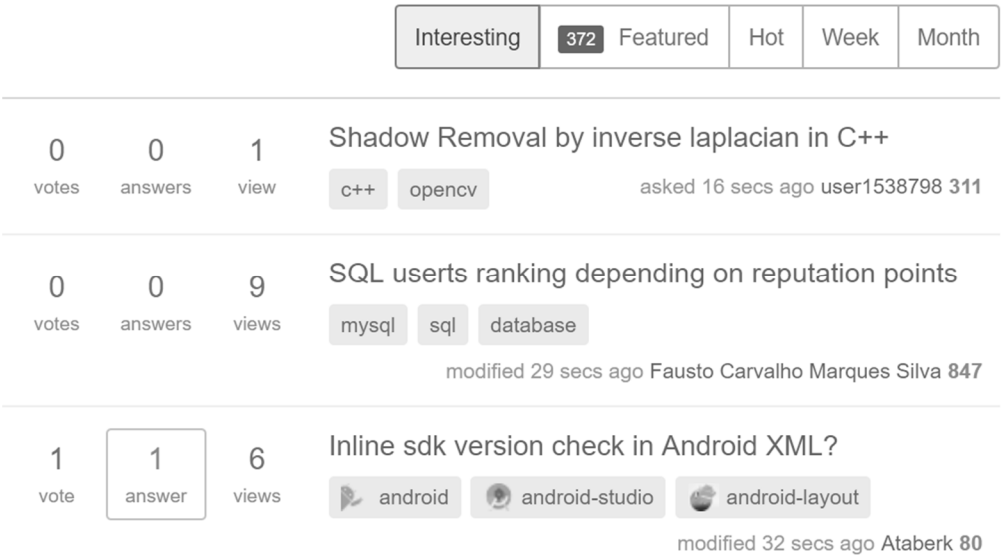 Interesting 372 Featured Hot Week Month
0 0 1 Shadow Removal by inverse laplacian in C++
votes answers view c++ opencv asked 16 secs ago user1538798 311
0 0 9 SQL userts ranking depending on reputation points
votes answers views mysql sql database
modified 29 secs ago Fausto Carvalho Marques Silva 847
1 1 6 Inline sdk version check in Android XML?
vote answer views android android-studio android-layout
modified 32 secs ago Ataberk 80